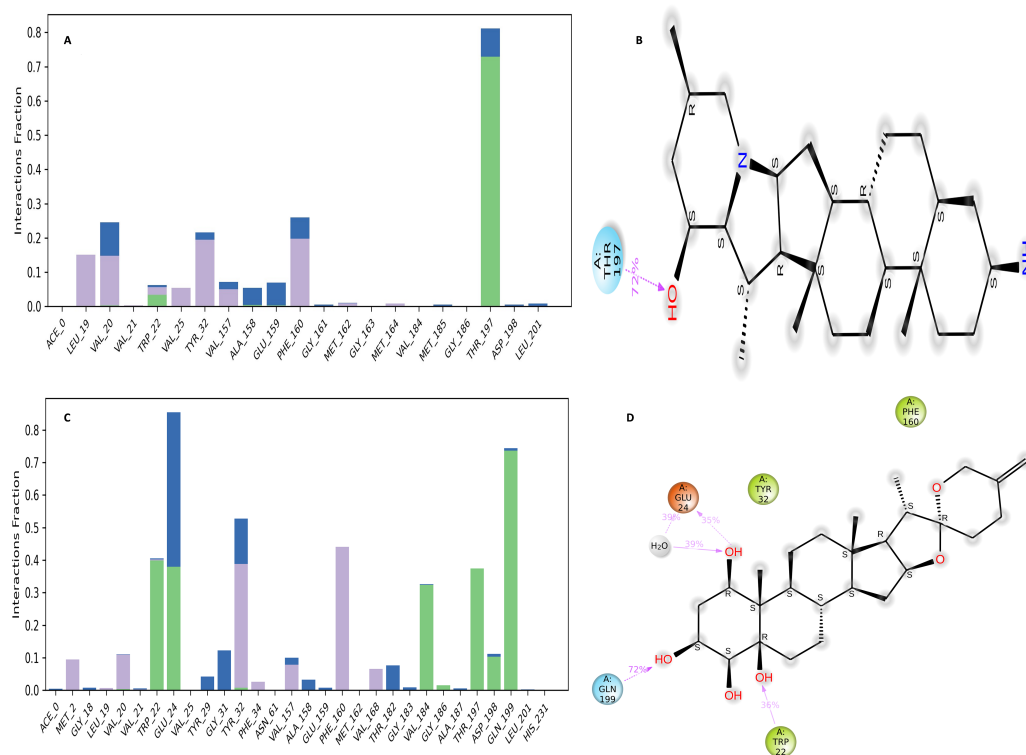 A
Interactions Fraction
0.8
0.7
0.6
0.5
0.4
0.3
0.2
0.1
0.0
ACE_0
LEU_19
VAL_20
VAL_21
TRP_22
VAL_25
TYR_32
VAL_157
ALA_158
GLU_159
PHE_160
GLY_161
MET_162
GLY_163
MET_164
VAL_184
MET_185
GLY_186
THR_197
ASP_198
LEU_201
B
R
N
S
S
R
S
S
S
S
R
S
R
S
S
S
S
A:
THR
197
72%
HO
C
Interactions Fraction
0.8
0.7
0.6
0.5
0.4
0.3
0.2
0.1
0.0
ACE_0
MET_2
GLY_18
LEU_19
VAL_20
VAL_21
TRP_22
GLU_24
VAL_25
TYR_29
GLY_31
TYR_32
PHE_34
ASN_61
VAL_157
ALA_158
GLU_159
PHE_160
MET_162
VAL_168
THR_182
GLY_183
VAL_184
GLY_186
ALA_187
THR_197
ASP_198
GLN_199
LEU_201
HIS_231
D
A:
PHE
160
A:
TYR
32
A:
GLU
24
39%
35%
H₂O
39%
OH
O
S
R
R
O
S
S
R
S
S
S
S
R
S
S
HO
72%
A:
GLN
199
OH
OH
36%
A:
TRP
22